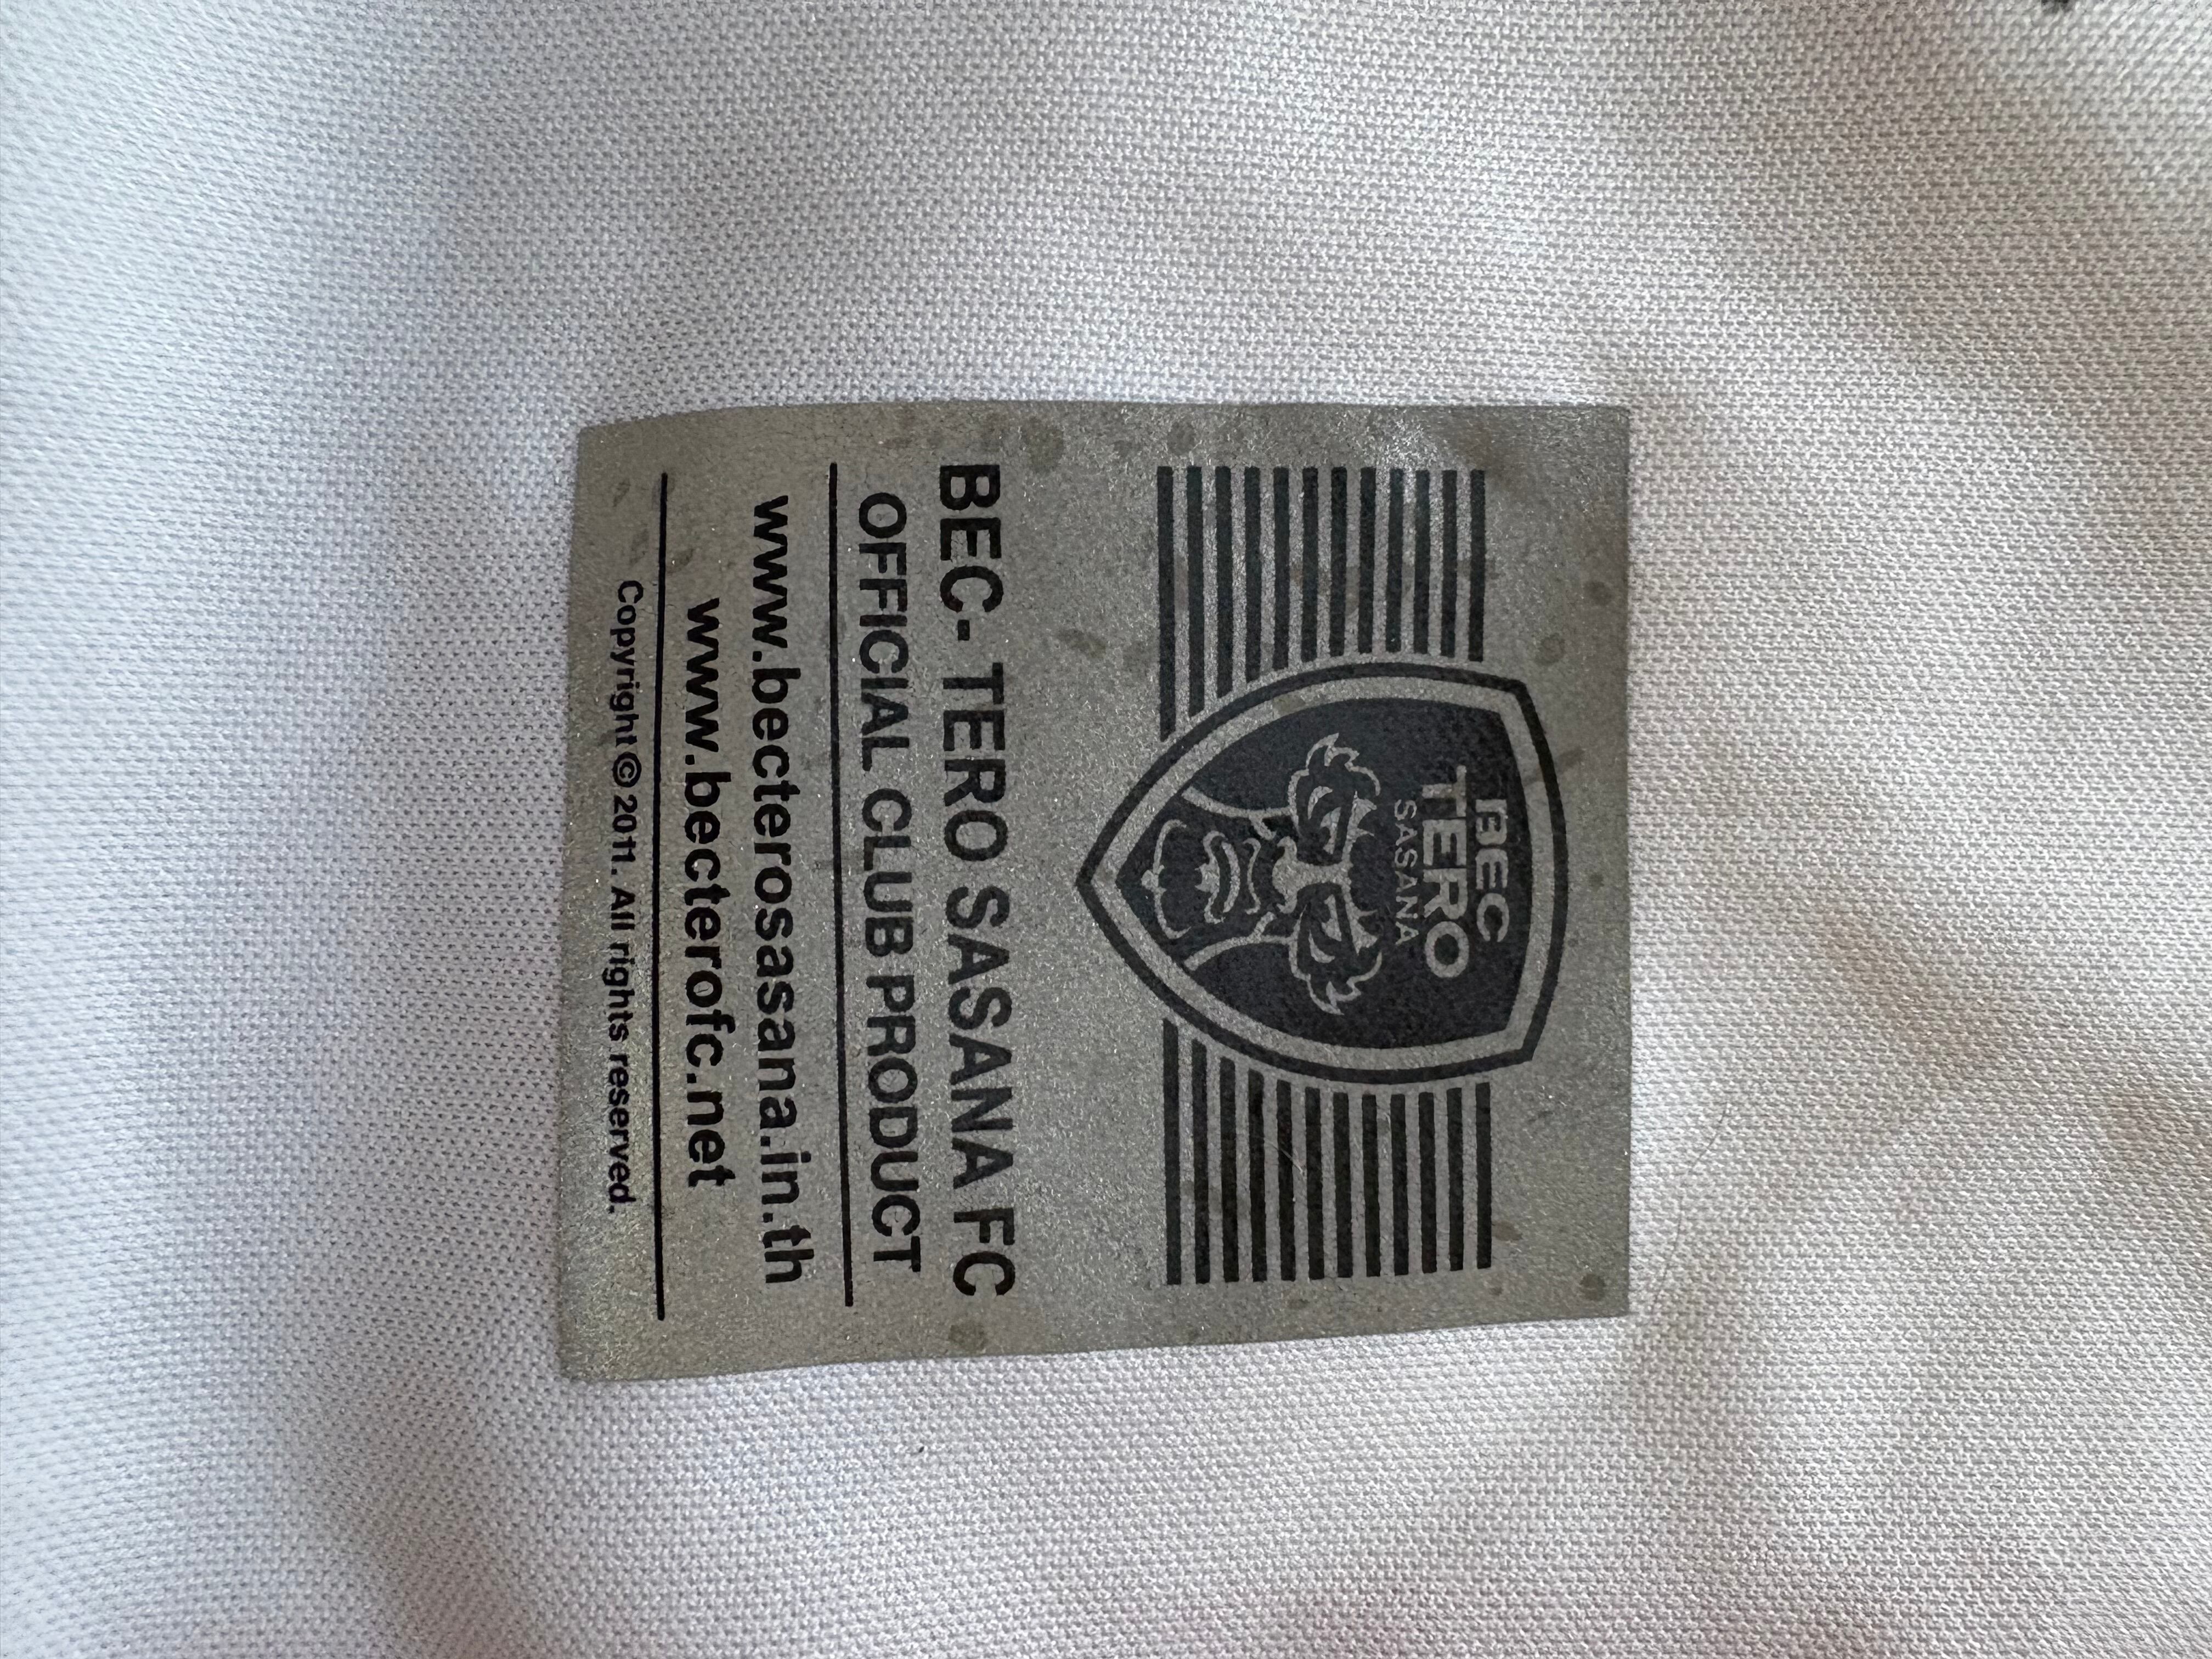 BEC
TERO
SASANA
BEC- TERO SASANA FC
OFFICIAL CLUB PRODUCT
www.becterosasana.in.th
www.becterofc.net
Copyright © 2011. All rights reserved.